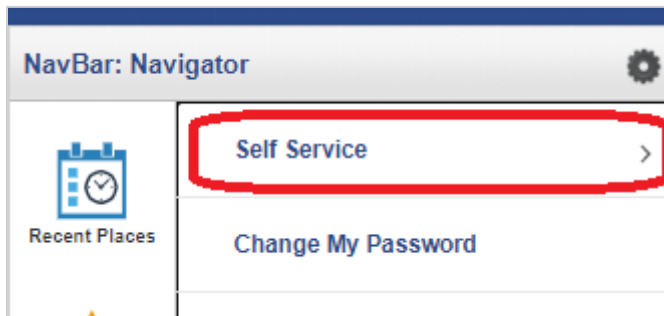 NavBar: Navigator
Self Service
Recent Places
Change My Password